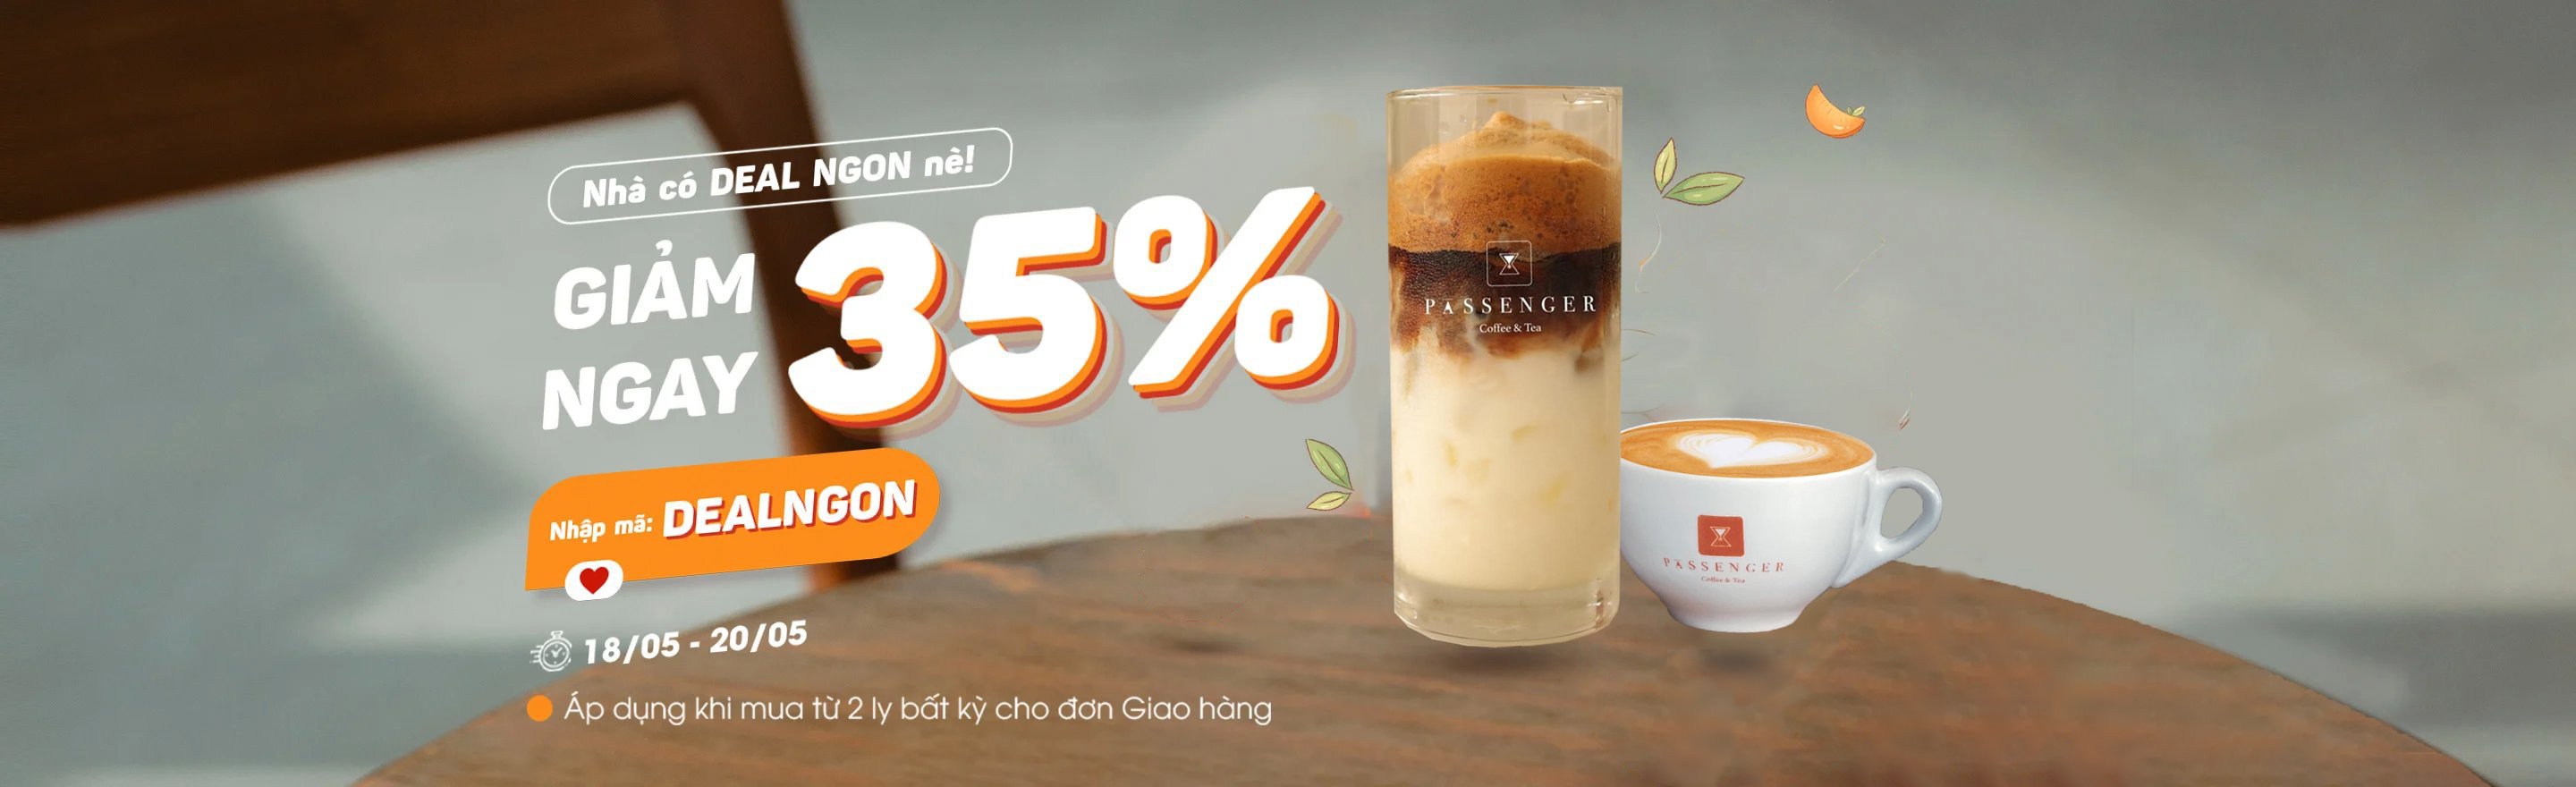 Nhà có DEAL NGON nè!
GIẢM
NGAY
35%
Nhập mã: DEALNGON
18/05 - 20/05
Áp dụng khi mua từ 2 ly bất kỳ cho đơn Giao hàng
PASSENGER
Coffee & Tea
PASSENGER
Coffee & Tea